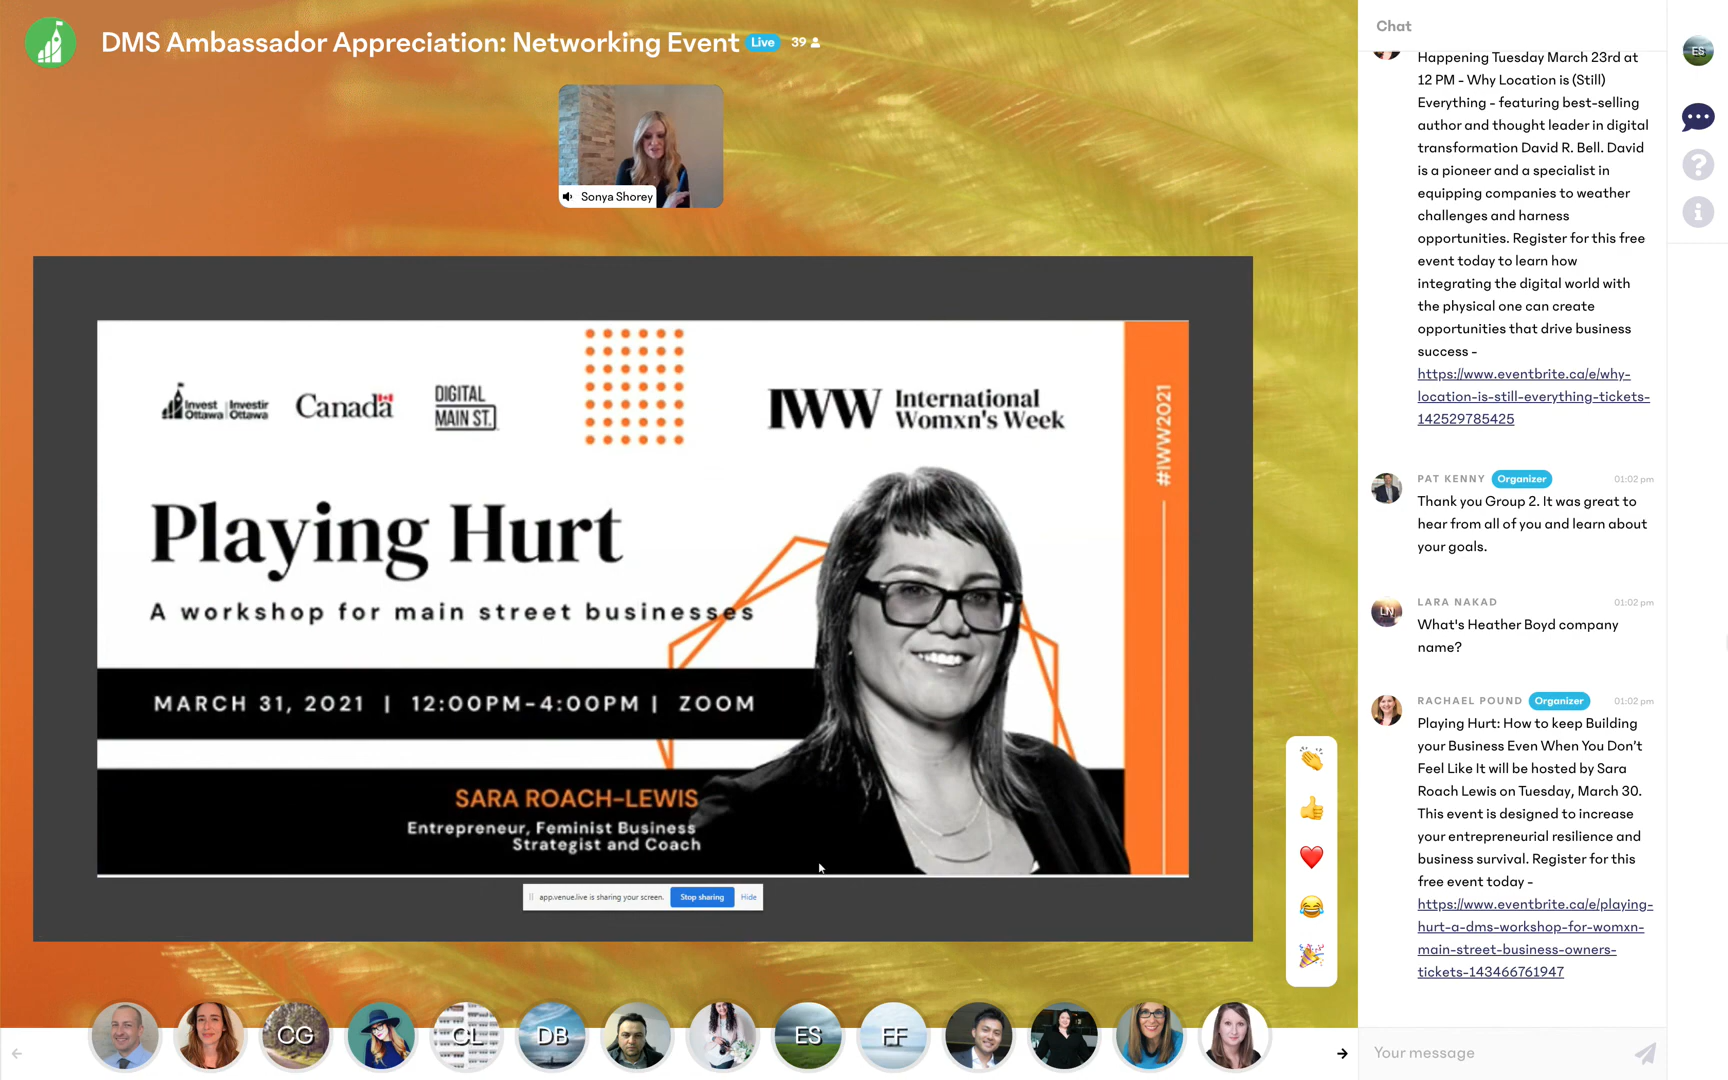 DMS Ambassador Appreciation: Networking Event Live 39
Sonya Shorey
Invest Ottawa | Investir Ottawa
Canada
DIGITAL
MAIN ST.
IWW International
Womxn's Week
#IWW2021
Playing Hurt
A workshop for main street businesses
MARCH 31, 2021 | 12:00PM-4:00PM | ZOOM
SARA ROACH-LEWIS
Entrepreneur, Feminist Business
Strategist and Coach
app.venue.live is sharing your screen. Stop sharing Hide
CG
CL
DB
ES
FF
Chat
Happening Tuesday March 23rd at
12 PM - Why Location is (Still)
Everything - featuring best-selling
author and thought leader in digital
transformation David R. Bell. David
is a pioneer and a specialist in
equipping companies to weather
challenges and harness
opportunities. Register for this free
event today to learn how
integrating the digital world with
the physical one can create
opportunities that drive business
success -
https://www.eventbrite.ca/e/why-
location-is-still-everything-tickets-
142529785425
PAT KENNY Organizer 01:02 pm
Thank you Group 2. It was great to
hear from all of you and learn about
your goals.
LN
LARA NAKAD 01:02 pm
What's Heather Boyd company
name?
RACHAEL POUND Organizer 01:02 pm
Playing Hurt: How to keep Building
your Business Even When You Don't
Feel Like It will be hosted by Sara
Roach Lewis on Tuesday, March 30.
This event is designed to increase
your entrepreneurial resilience and
business survival. Register for this
free event today -
https://www.eventbrite.ca/e/playing-
hurt-a-dms-workshop-for-womxn-
main-street-business-owners-
tickets-143466761947
Your message
ES